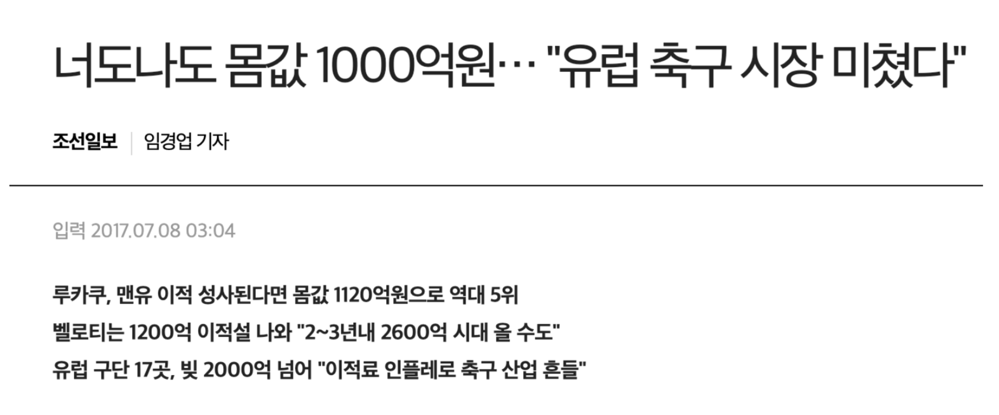 너도나도 몸값 1000억원… "유럽 축구 시장 미쳤다"
조선일보 | 임경업 기자
입력 2017.07.08 03:04
루카쿠, 맨유 이적 성사된다면 몸값 1120억원으로 역대 5위
벨로티는 1200억 이적설 나와 "2~3년내 2600억 시대 올 수도"
유럽 구단 17곳, 빚 2000억 넘어 "이적료 인플레로 축구 산업 흔들"